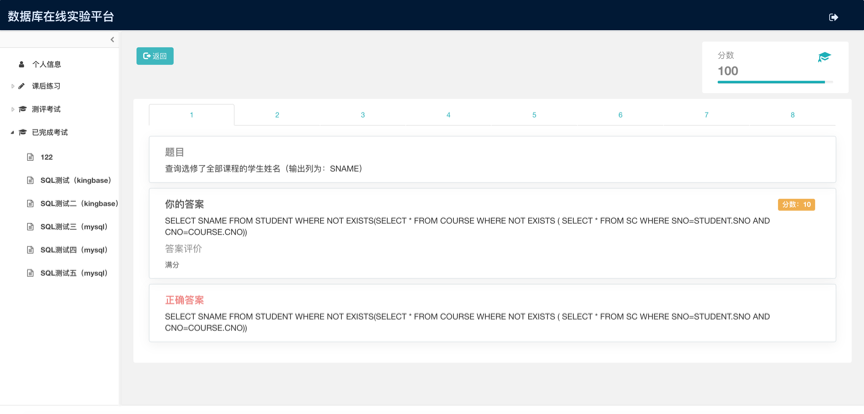 数据库在线实验平台
个人信息
课后练习
测评考试
已完成考试
122
SQL测试（kingbase）
SQL测试二（kingbase）
SQL测试三（mysql）
SQL测试四（mysql）
SQL测试五（mysql）
返回
分数
100
1 2 3 4 5 6 7 8
题目
查询选修了全部课程的学生姓名（输出列为：SNAME）
你的答案
分数：10
SELECT SNAME FROM STUDENT WHERE NOT EXISTS(SELECT * FROM COURSE WHERE NOT EXISTS ( SELECT * FROM SC WHERE SNO=STUDENT.SNO AND
CNO=COURSE.CNO))
答案评价
满分
正确答案
SELECT SNAME FROM STUDENT WHERE NOT EXISTS(SELECT * FROM COURSE WHERE NOT EXISTS ( SELECT * FROM SC WHERE SNO=STUDENT.SNO AND
CNO=COURSE.CNO))